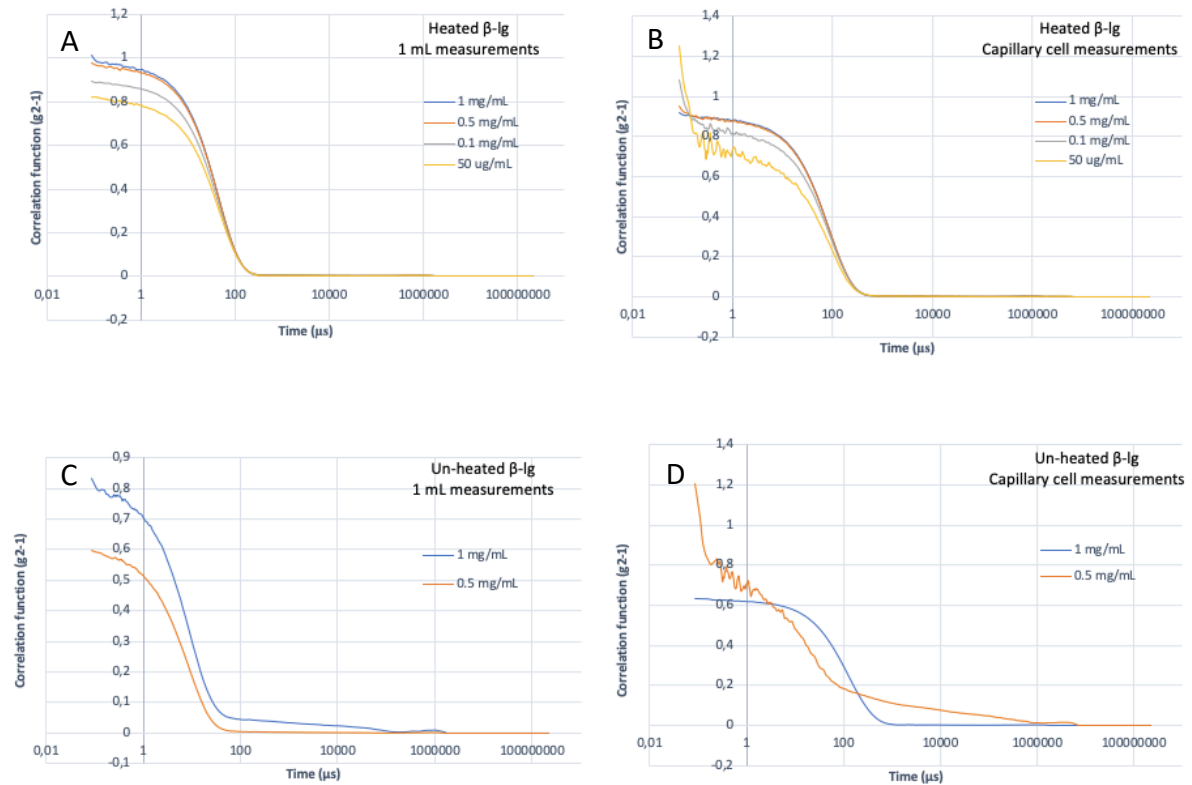 A
Heated β-lg
1 mL measurements
1,2
1
0,8
0,6
0,4
0,2
0
-0,2
Correlation function (g2-1)
1 mg/mL
0.5 mg/mL
0.1 mg/mL
50 ug/mL
0,01 1 100 10000 1000000 100000000
Time (μs)
B
Heated β-lg
Capillary cell measurements
1,4
1,2
1
0,8
0,6
0,4
0,2
0
-0,2
Correlation function (g2-1)
1 mg/mL
0.5 mg/mL
0.1 mg/mL
50 ug/mL
0,01 1 100 10000 1000000 100000000
Time (μs)
C
Un-heated β-lg
1 mL measurements
0,9
0,8
0,7
0,6
0,5
0,4
0,3
0,2
0,1
0
-0,1
Correlation function (g2-1)
1 mg/mL
0.5 mg/mL
0,01 1 100 10000 1000000 100000000
Time (μs)
D
Un-heated β-lg
Capillary cell measurements
1,4
1,2
1
0,8
0,6
0,4
0,2
0
-0,2
Correlation function (g2-1)
1 mg/mL
0.5 mg/mL
0,01 1 100 10000 1000000 100000000
Time (μs)